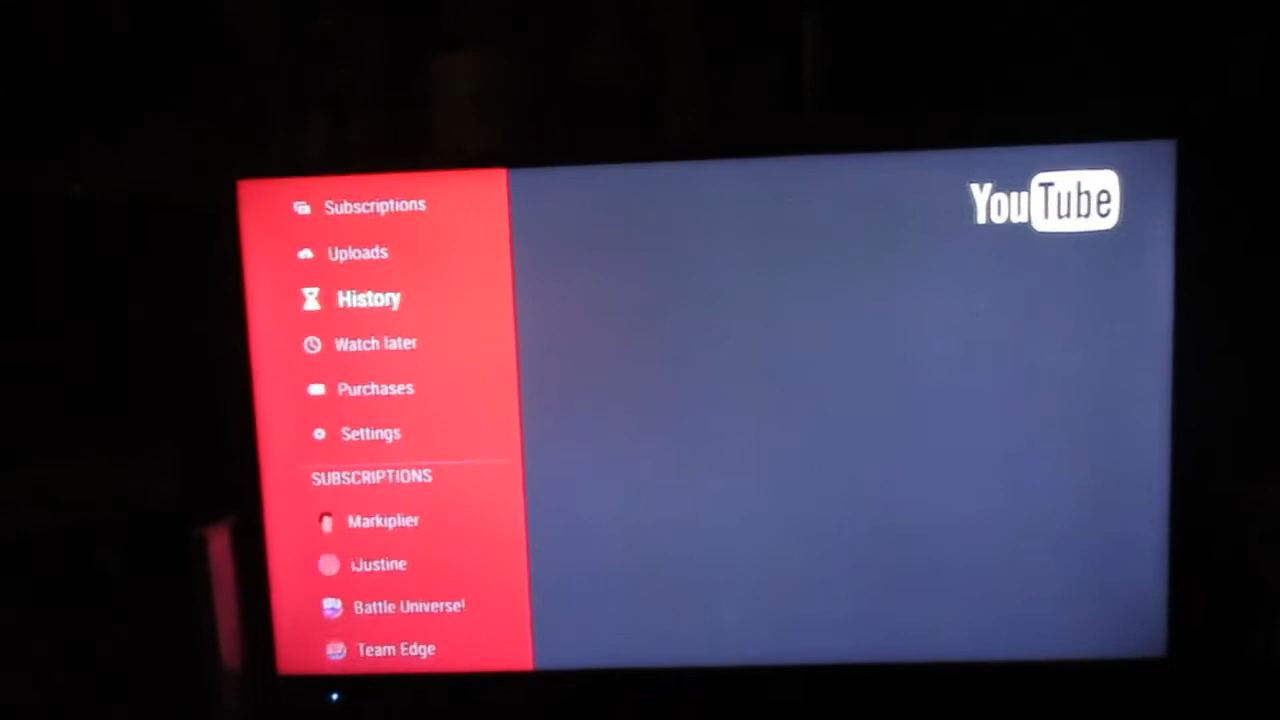 YouTube
Subscriptions
Uploads
History
Watch later
Purchases
Settings
SUBSCRIPTIONS
Markiplier
iJustine
Battle Universe!
Team Edge